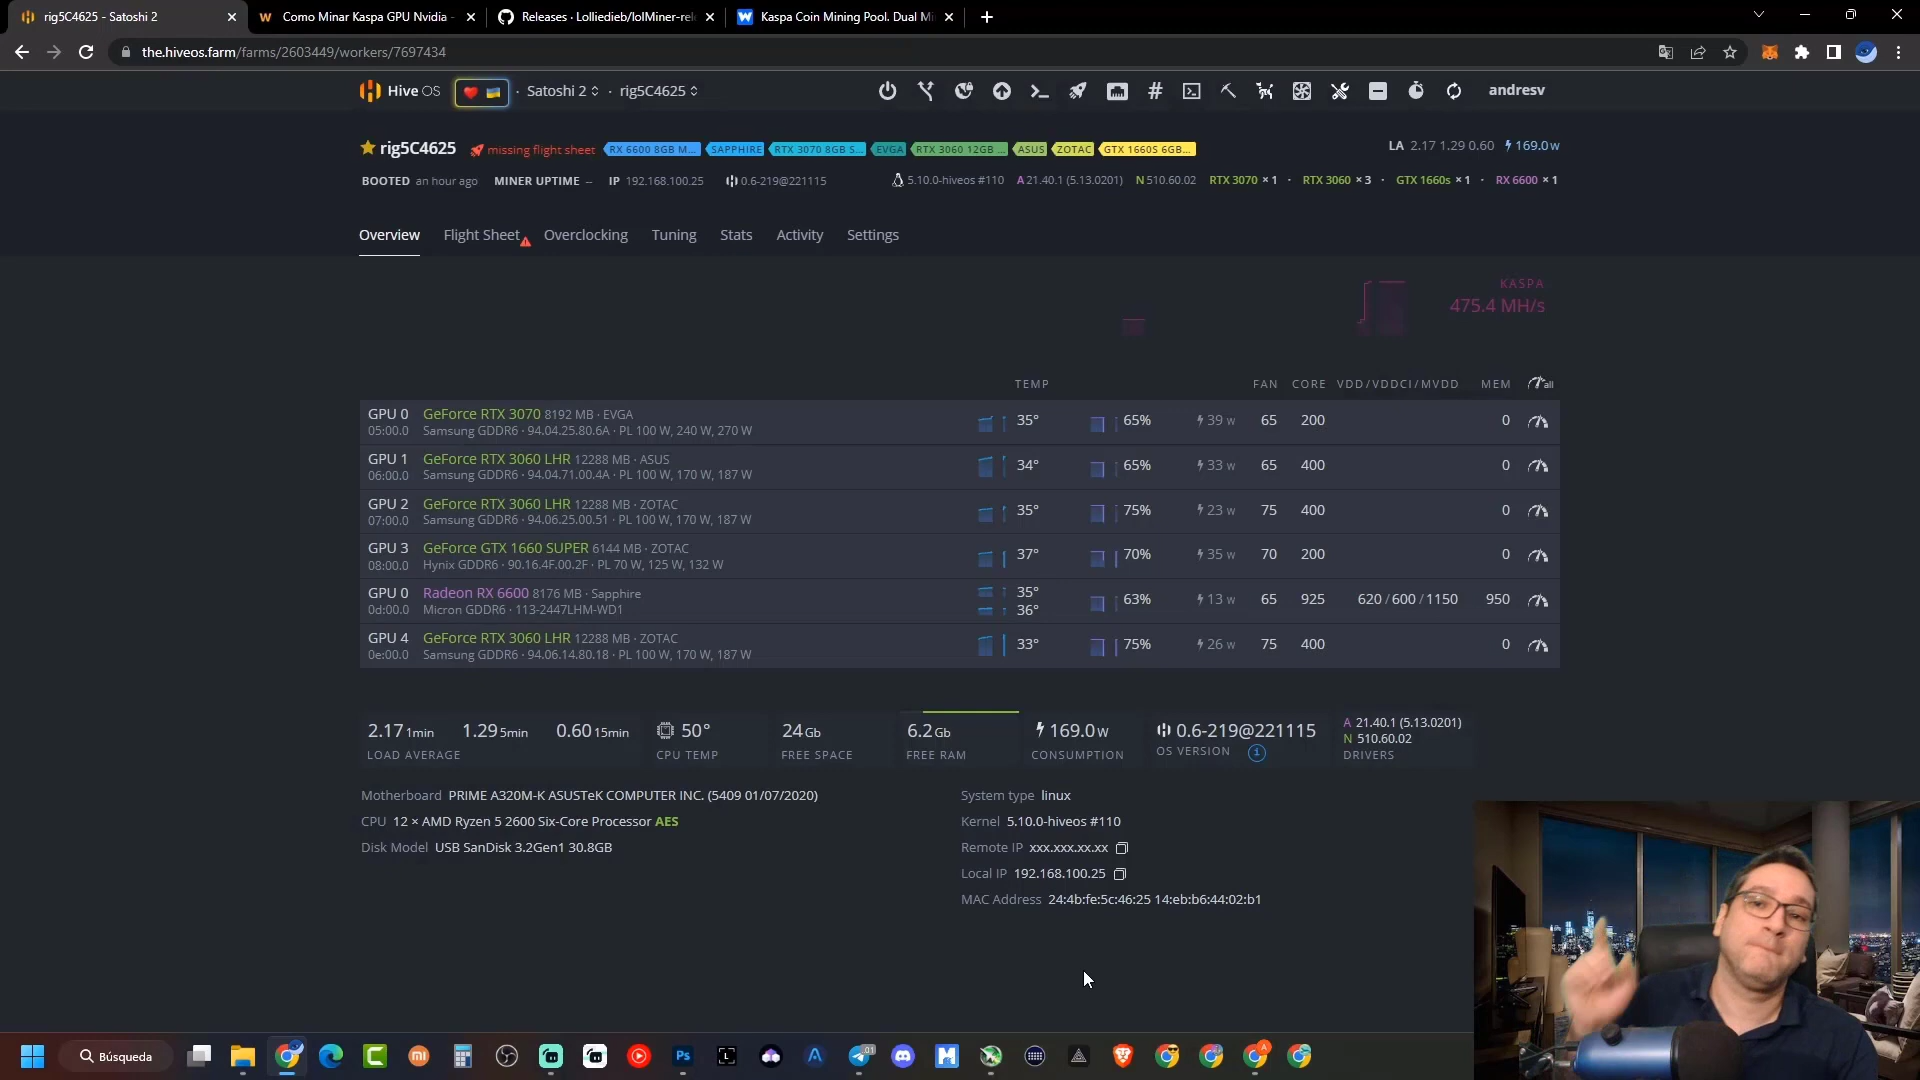 rig5C4625 - Satoshi 2
Como Minar Kaspa GPU Nvidia -
Releases · Lolliedieb/lolMiner-rel
Kaspa Coin Mining Pool. Dual Mi
the.hiveos.farm/farms/2603449/workers/7697434
Hive OS · Satoshi 2 · rig5C4625
andresv
rig5C4625 missing flight sheet RX 6600 8GB M... SAPPHIRE RTX 3070 8GB S... EVGA RTX 3060 12GB ... ASUS ZOTAC GTX 1660S 6GB...
LA 2.17 1.29 0.60 169.0 W
BOOTED an hour ago MINER UPTIME – IP 192.168.100.25 0.6-219@221115
5.10.0-hiveos #110 A 21.40.1 (5.13.0201) N 510.60.02 RTX 3070 × 1 · RTX 3060 × 3 · GTX 1660s × 1 · RX 6600 × 1
Overview Flight Sheet Overclocking Tuning Stats Activity Settings
KASPA
475.4 MH/s
TEMP FAN CORE VDD/VDDCI/MVDD MEM all
GPU 0 GeForce RTX 3070 8192 MB · EVGA
05:00.0 Samsung GDDR6 · 94.04.25.80.6A · PL 100 W, 240 W, 270 W
35° 65% 39 W 65 200 0
GPU 1 GeForce RTX 3060 LHR 12288 MB · ASUS
06:00.0 Samsung GDDR6 · 94.04.71.00.4A · PL 100 W, 170 W, 187 W
34° 65% 33 W 65 400 0
GPU 2 GeForce RTX 3060 LHR 12288 MB · ZOTAC
07:00.0 Samsung GDDR6 · 94.06.25.00.51 · PL 100 W, 170 W, 187 W
35° 75% 23 W 75 400 0
GPU 3 GeForce GTX 1660 SUPER 6144 MB · ZOTAC
08:00.0 Hynix GDDR6 · 90.16.4F.00.2F · PL 70 W, 125 W, 132 W
37° 70% 35 W 70 200 0
GPU 0 Radeon RX 6600 8176 MB · Sapphire
0d:00.0 Micron GDDR6 · 113-2447LHM-WD1
35°
36°
63% 13 W 65 925 620 / 600 / 1150 950
GPU 4 GeForce RTX 3060 LHR 12288 MB · ZOTAC
0e:00.0 Samsung GDDR6 · 94.06.14.80.18 · PL 100 W, 170 W, 187 W
33° 75% 26 W 75 400 0
2.17 1min 1.29 5min 0.60 15min
LOAD AVERAGE
50°
CPU TEMP
24 Gb
FREE SPACE
6.2 Gb
FREE RAM
169.0 W
CONSUMPTION
0.6-219@221115
OS VERSION
A 21.40.1 (5.13.0201)
N 510.60.02
DRIVERS
Motherboard PRIME A320M-K ASUSTeK COMPUTER INC. (5409 01/07/2020)
CPU 12 × AMD Ryzen 5 2600 Six-Core Processor AES
Disk Model USB SanDisk 3.2Gen1 30.8GB
System type linux
Kernel 5.10.0-hiveos #110
Remote IP xxx.xxx.xx.xx
Local IP 192.168.100.25
MAC Address 24:4b:fe:5c:46:25 14:eb:b6:44:02:b1
Búsqueda